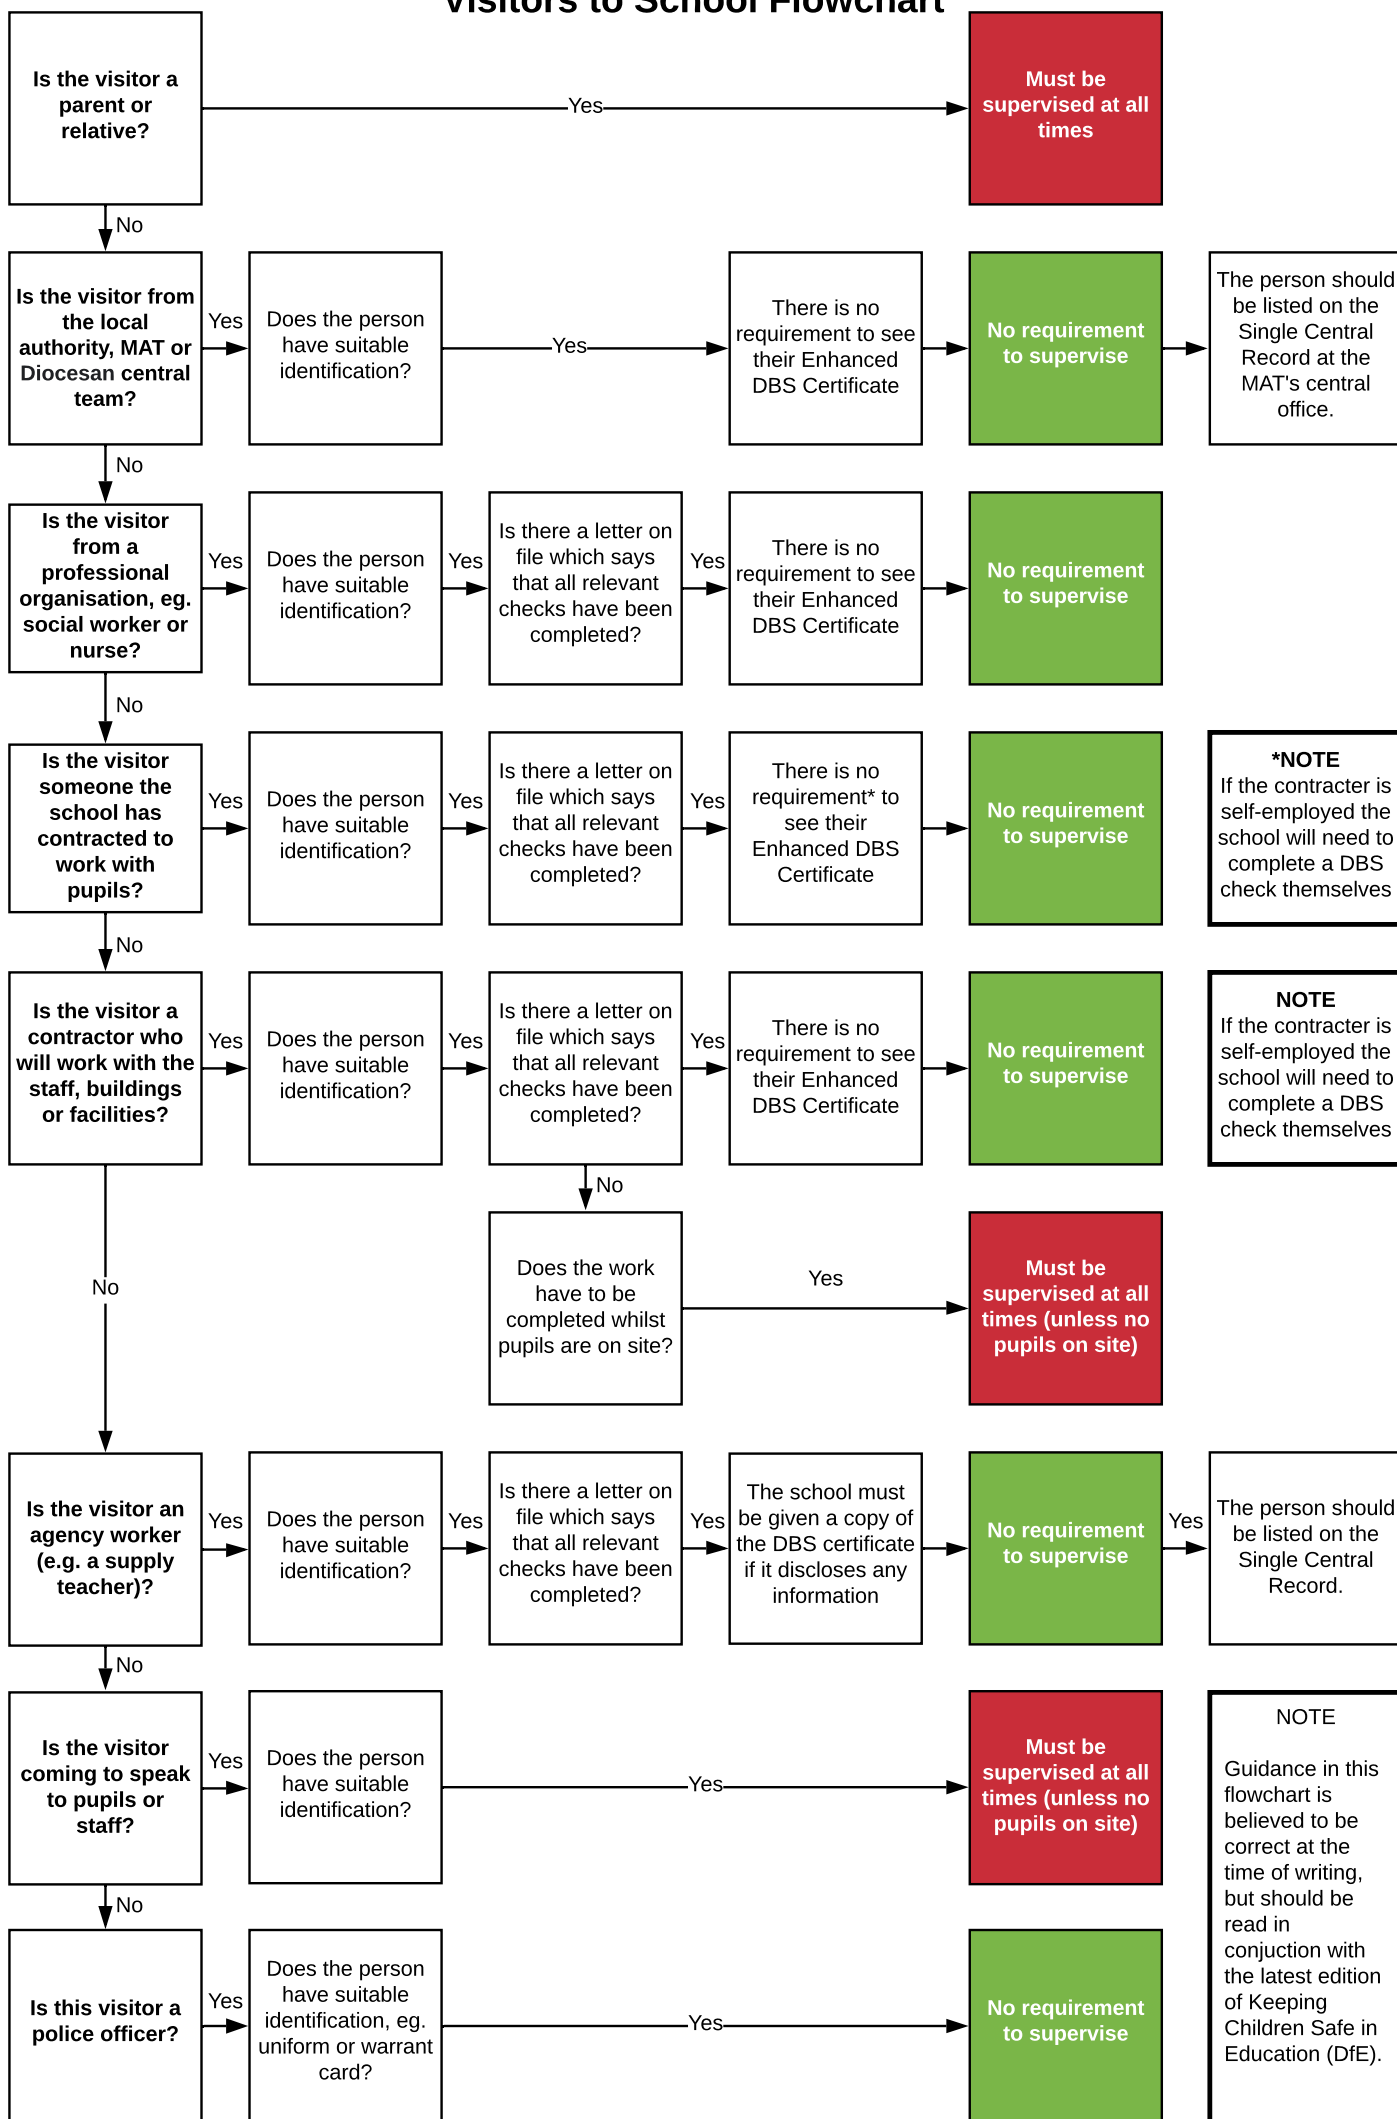 Visitors to School Flowchart
Is the visitor a
parent or
relative?
Yes
Must be
supervised at all
times
No
Is the visitor from
the local
authority, MAT or
Diocesan central
team?
Yes
Does the person
have suitable
identification?
Yes
There is no
requirement to see
their Enhanced
DBS Certificate
No requirement
to supervise
The person should
be listed on the
Single Central
Record at the
MAT's central
office.
No
Is the visitor
from a
professional
organisation, eg.
social worker or
nurse?
Yes
Does the person
have suitable
identification?
Yes
Is there a letter on
file which says
that all relevant
checks have been
completed?
Yes
There is no
requirement to see
their Enhanced
DBS Certificate
No requirement
to supervise
No
Is the visitor
someone the
school has
contracted to
work with
pupils?
Yes
Does the person
have suitable
identification?
Yes
Is there a letter on
file which says
that all relevant
checks have been
completed?
Yes
There is no
requirement* to
see their
Enhanced DBS
Certificate
No requirement
to supervise
*NOTE
If the contracter is
self-employed the
school will need to
complete a DBS
check themselves
No
Is the visitor a
contractor who
will work with the
staff, buildings
or facilities?
Yes
Does the person
have suitable
identification?
Yes
Is there a letter on
file which says
that all relevant
checks have been
completed?
Yes
There is no
requirement to see
their Enhanced
DBS Certificate
No requirement
to supervise
NOTE
If the contracter is
self-employed the
school will need to
complete a DBS
check themselves
No
Does the work
have to be
completed whilst
pupils are on site?
Yes
Must be
supervised at all
times (unless no
pupils on site)
No
Is the visitor an
agency worker
(e.g. a supply
teacher)?
Yes
Does the person
have suitable
identification?
Yes
Is there a letter on
file which says
that all relevant
checks have been
completed?
Yes
The school must
be given a copy of
the DBS certificate
if it discloses any
information
No requirement
to supervise
Yes
The person should
be listed on the
Single Central
Record.
No
Is the visitor
coming to speak
to pupils or
staff?
Yes
Does the person
have suitable
identification?
Yes
Must be
supervised at all
times (unless no
pupils on site)
NOTE
Guidance in this
flowchart is
believed to be
correct at the
time of writing,
but should be
read in
conjuction with
the latest edition
of Keeping
Children Safe in
Education (DfE).
No
Is this visitor a
police officer?
Yes
Does the person
have suitable
identification, eg.
uniform or warrant
card?
Yes
No requirement
to supervise